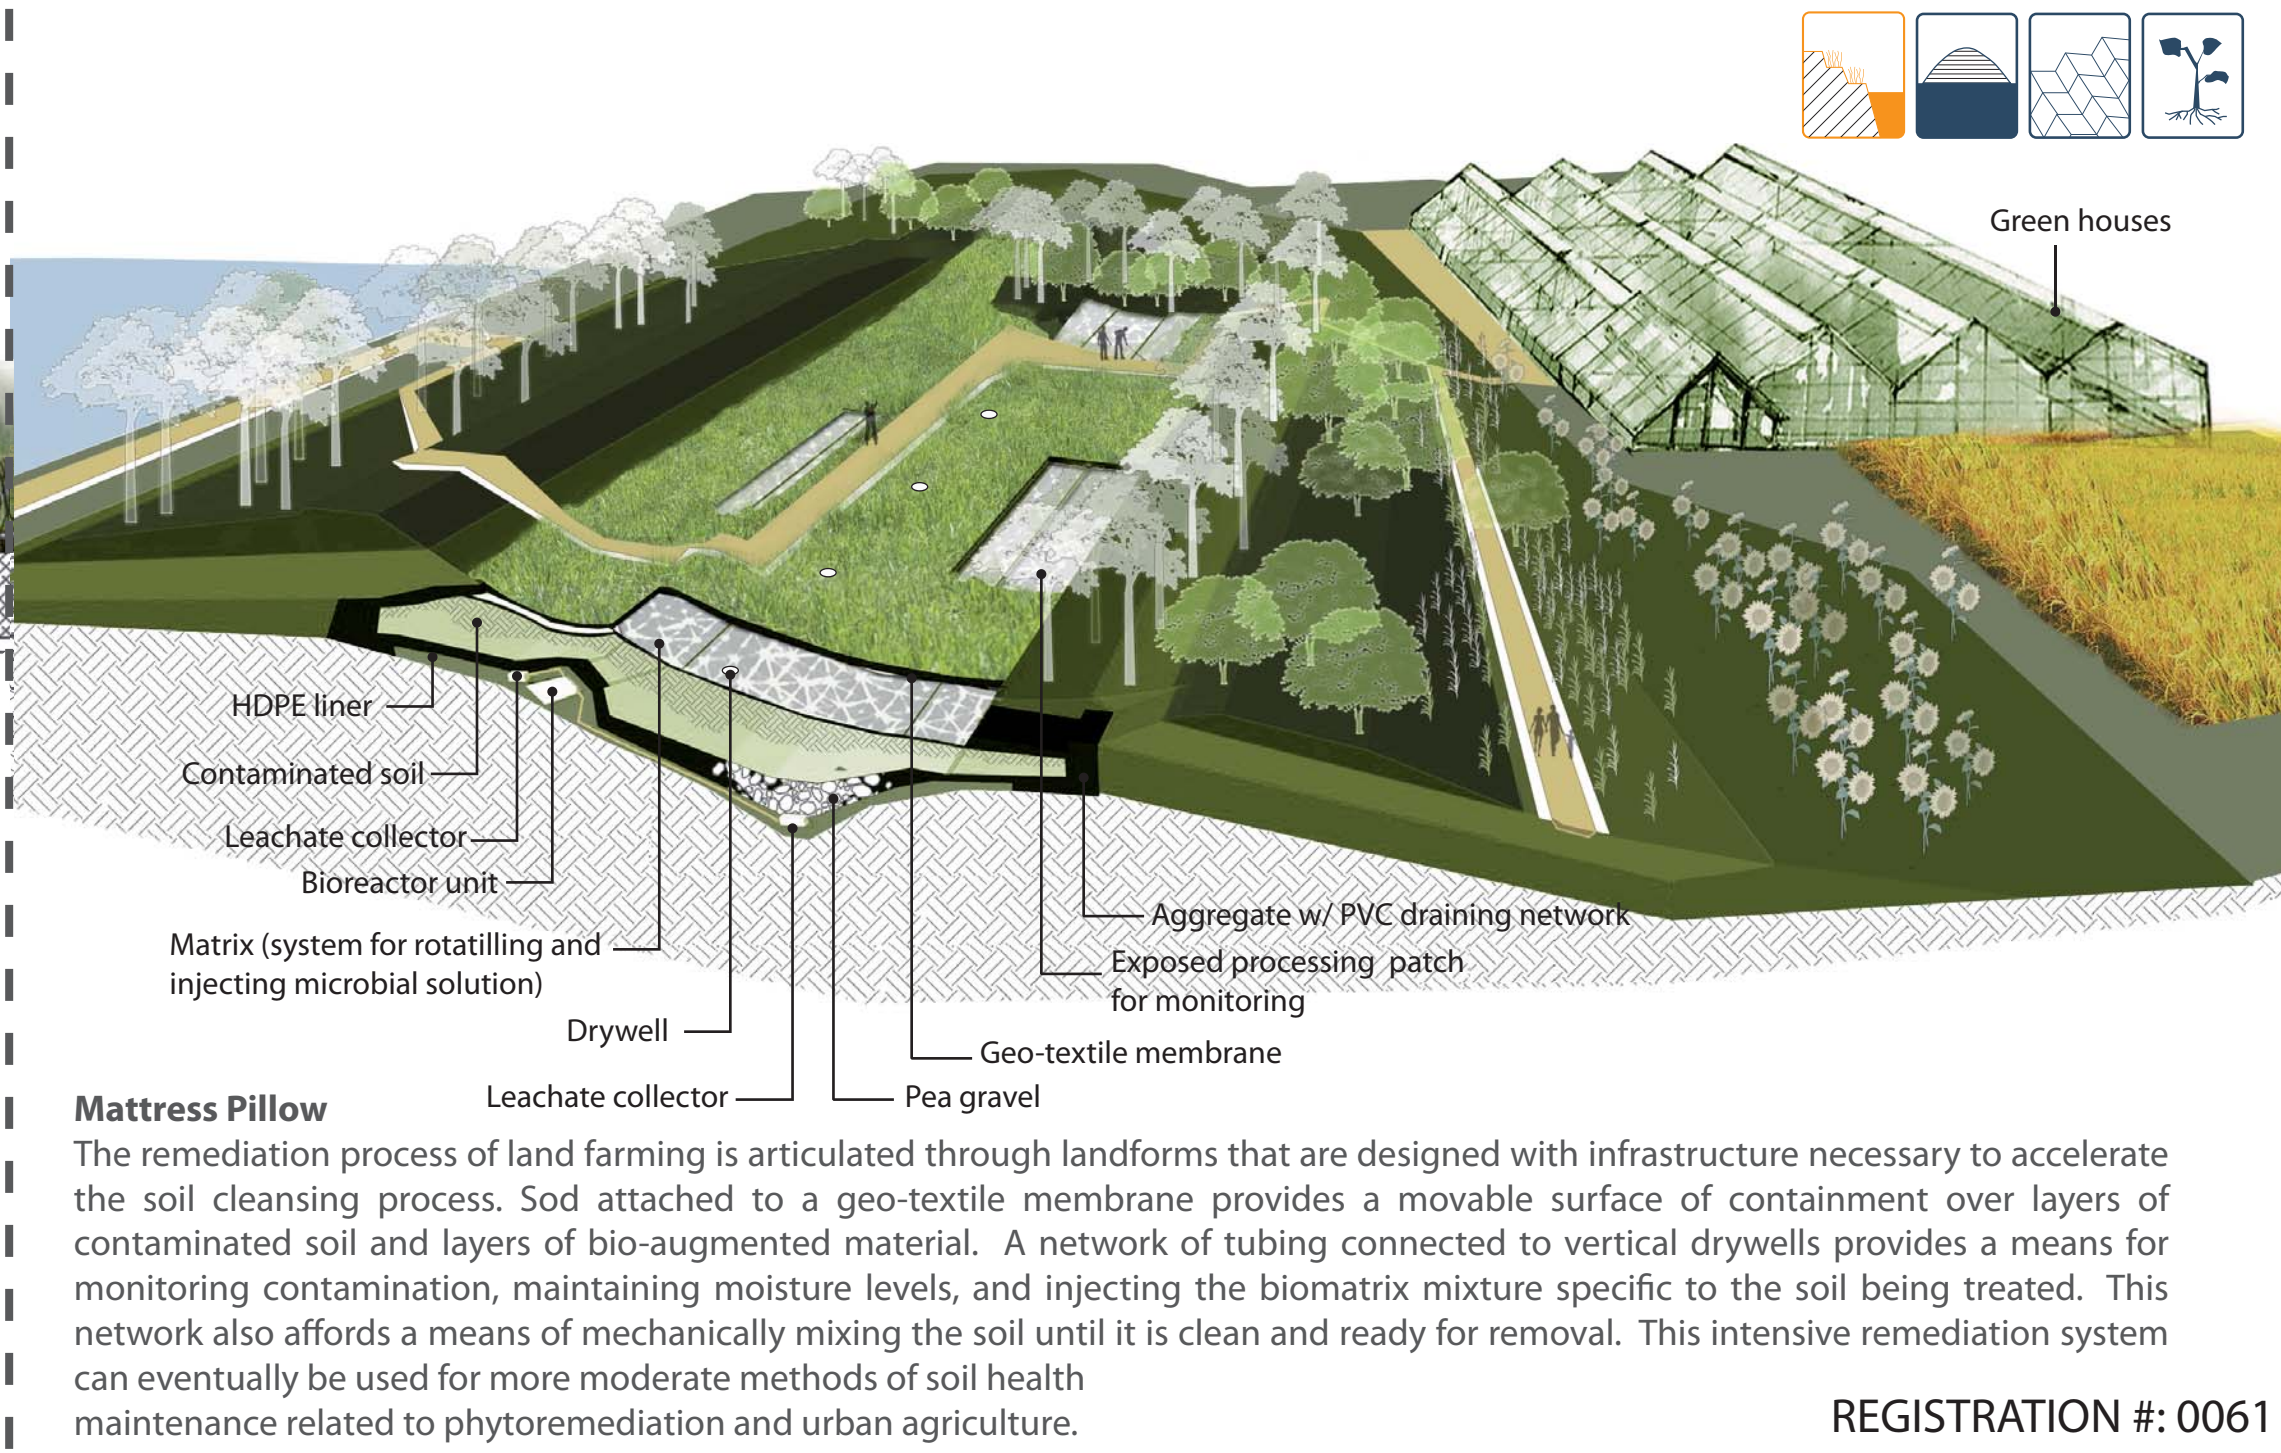 Green houses
HDPE liner
Contaminated soil
Leachate collector
Bioreactor unit
Aggregate w/ PVC draining network
Matrix (system for rotatilling and
injecting microbial solution)
Exposed processing patch
for monitoring
Drywell
Geo-textile membrane
Leachate collector
Pea gravel
Mattress Pillow
The remediation process of land farming is articulated through landforms that are designed with infrastructure necessary to accelerate
the soil cleansing process. Sod attached to a geo-textile membrane provides a movable surface of containment over layers of
contaminated soil and layers of bio-augmented material. A network of tubing connected to vertical drywells provides a means for
monitoring contamination, maintaining moisture levels, and injecting the biomatrix mixture specific to the soil being treated. This
network also affords a means of mechanically mixing the soil until it is clean and ready for removal. This intensive remediation system
can eventually be used for more moderate methods of soil health
maintenance related to phytoremediation and urban agriculture.
REGISTRATION #: 0061